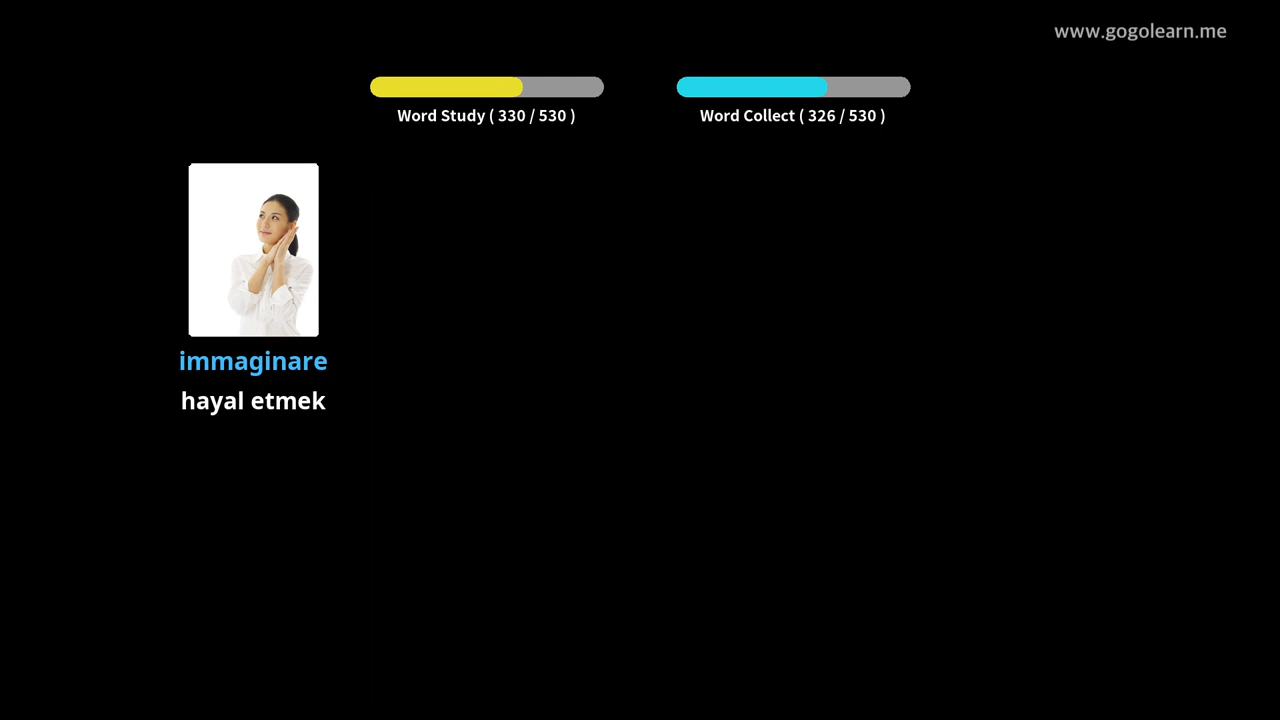 www.gogolearn.me
Word Study ( 330 / 530 )
Word Collect ( 326 / 530 )
immaginare
hayal etmek